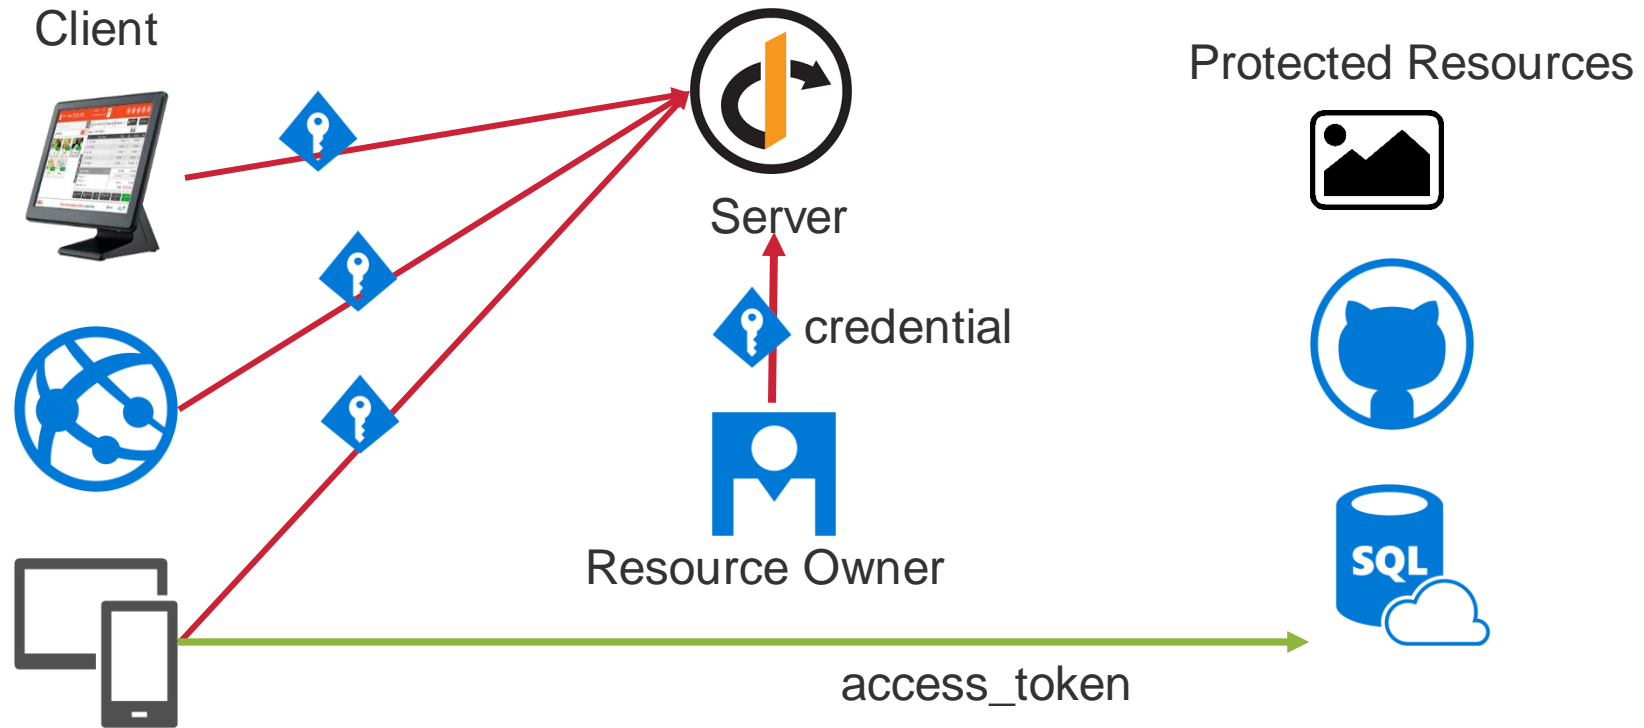 Client
Protected Resources
Server
credential
Resource Owner
SQL
access_token